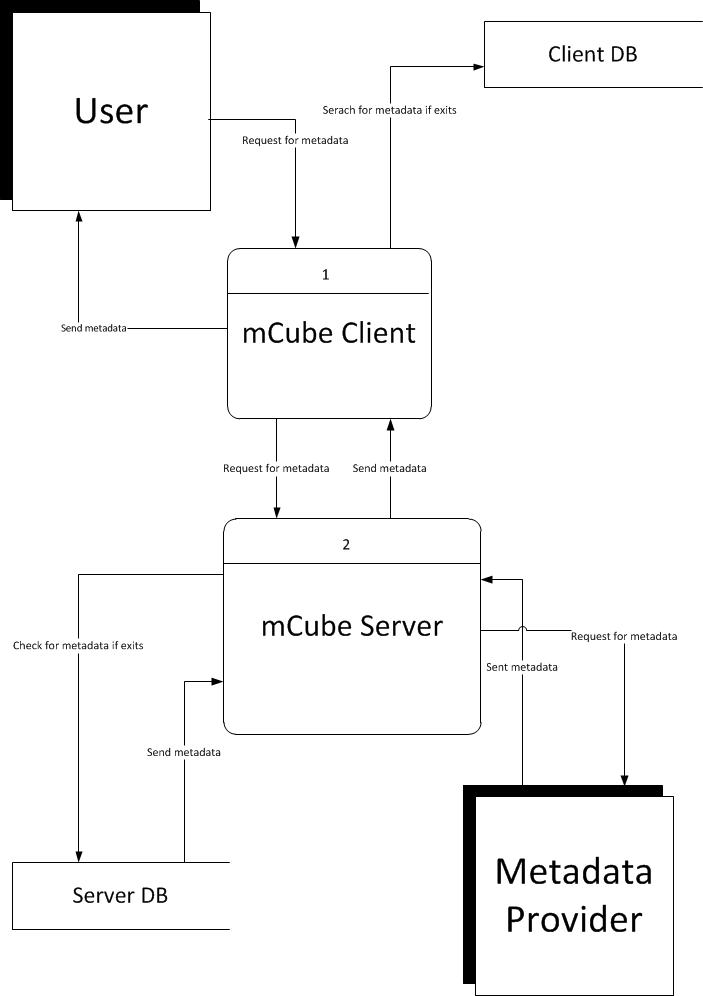 Client DB
User
Serach for metadata if exits
Request for metadata
1
Send metadata
mCube Client
Request for metadata
Send metadata
2
mCube Server
Request for metadata
Check for metadata if exits
Sent metadata
Send metadata
Metadata
Provider
Server DB